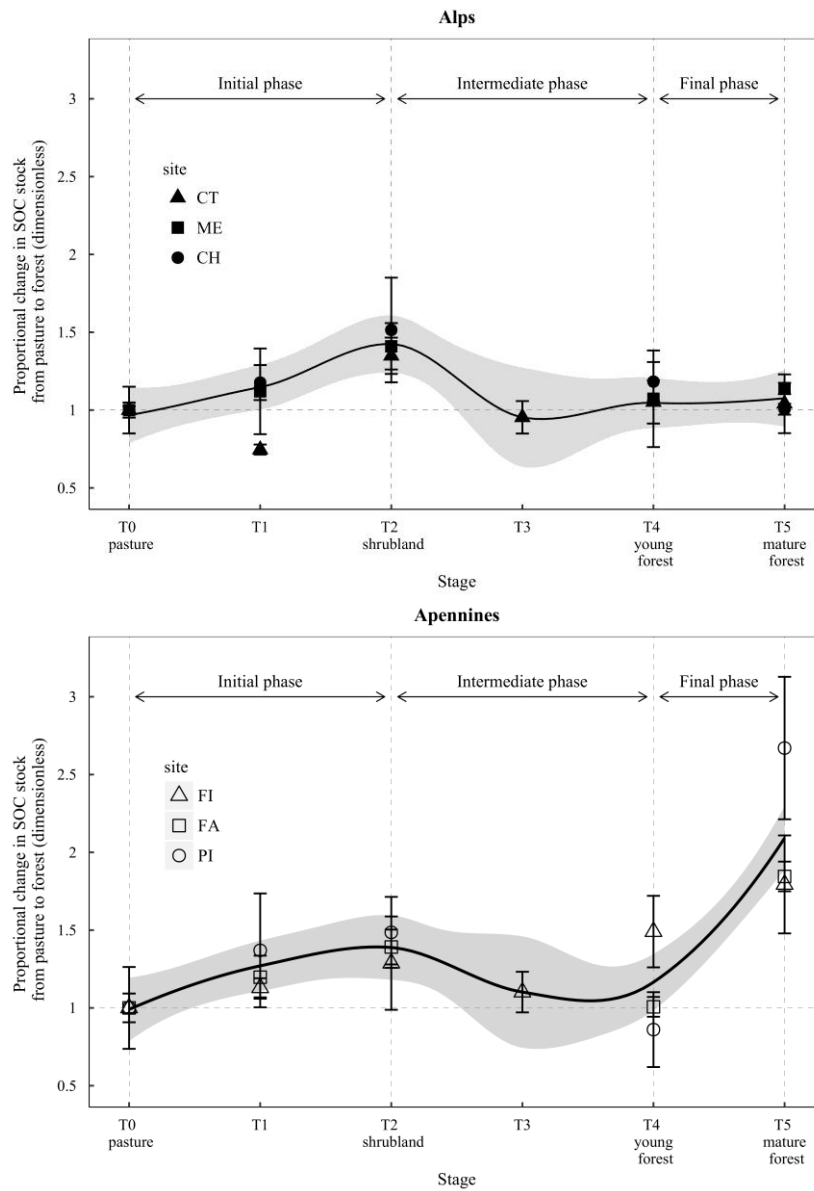 Alps
Proportional change in SOC stock
from pasture to forest (dimensionless)
3
2.5
2
1.5
1
0.5
Initial phase
Intermediate phase
Final phase
site
CT
ME
CH
T0
pasture
T1
T2
shrubland
T3
T4
young
forest
T5
mature
forest
Stage
Apennines
Proportional change in SOC stock
from pasture to forest (dimensionless)
3
2.5
2
1.5
1
0.5
Initial phase
Intermediate phase
Final phase
site
FI
FA
PI
T0
pasture
T1
T2
shrubland
T3
T4
young
forest
T5
mature
forest
Stage